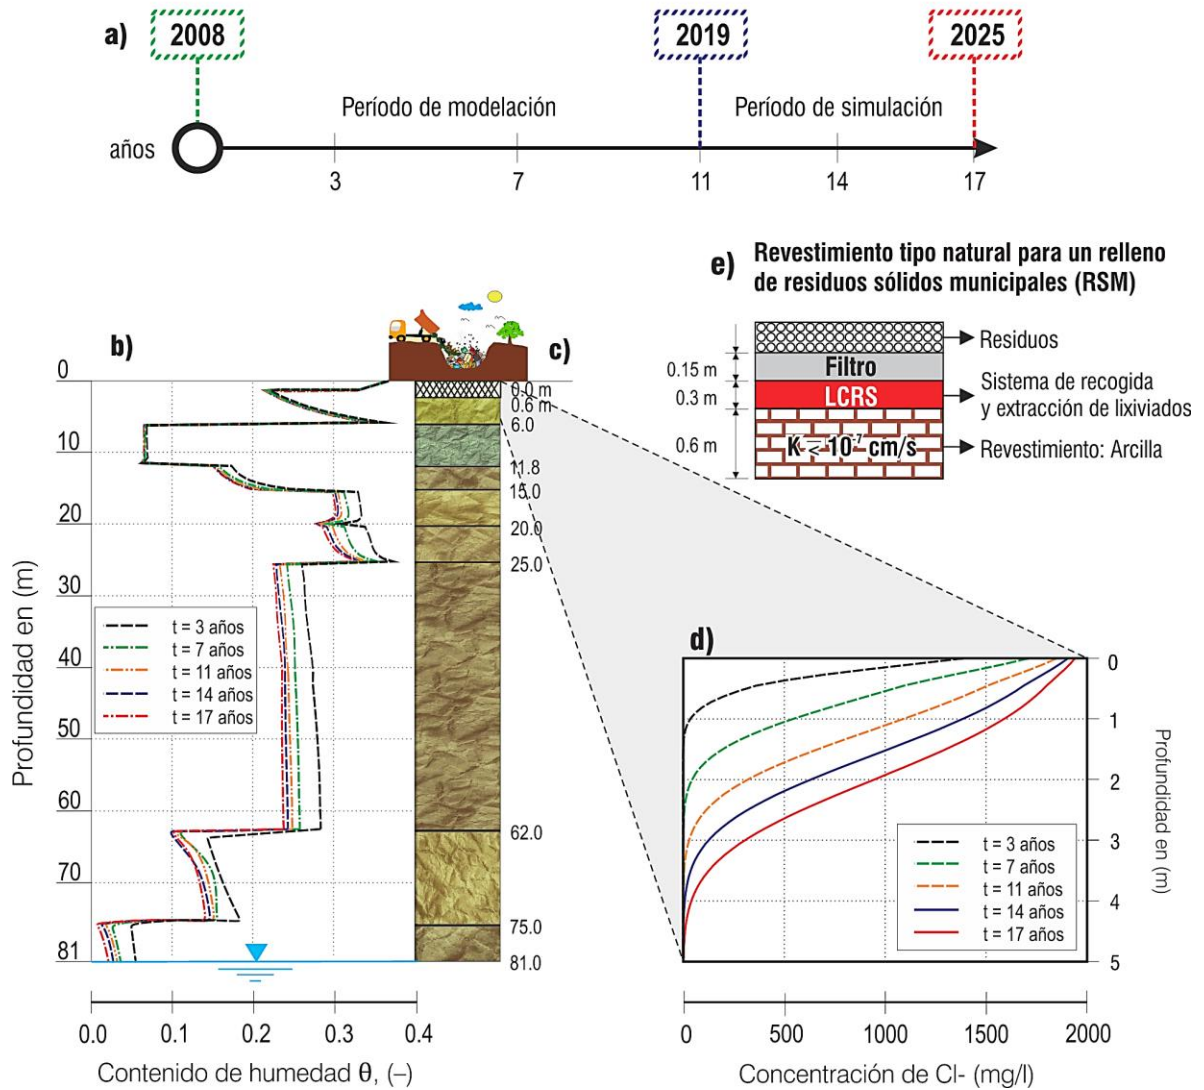 a)
2008
2019
2025
Período de modelación
Período de simulación
años
3
7
11
14
17
e) Revestimiento tipo natural para un relleno
de residuos sólidos municipales (RSM)
Residuos
0.15 m
Filtro
0.3 m
LCRS
Sistema de recogida
y extracción de lixiviados
0.6 m
K < 10⁻⁷ cm/s
Revestimiento: Arcilla
b)
c)
0
10
20
30
40
50
60
70
81
Profundidad en (m)
0.0 m
0.6 m
6.0
11.8
15.0
20.0
25.0
62.0
75.0
81.0
t = 3 años
t = 7 años
t = 11 años
t = 14 años
t = 17 años
0.0
0.1
0.2
0.3
0.4
Contenido de humedad θ, (–)
d)
0
1
2
3
4
5
Profundidad en (m)
t = 3 años
t = 7 años
t = 11 años
t = 14 años
t = 17 años
0
500
1000
1500
2000
Concentración de Cl- (mg/l)